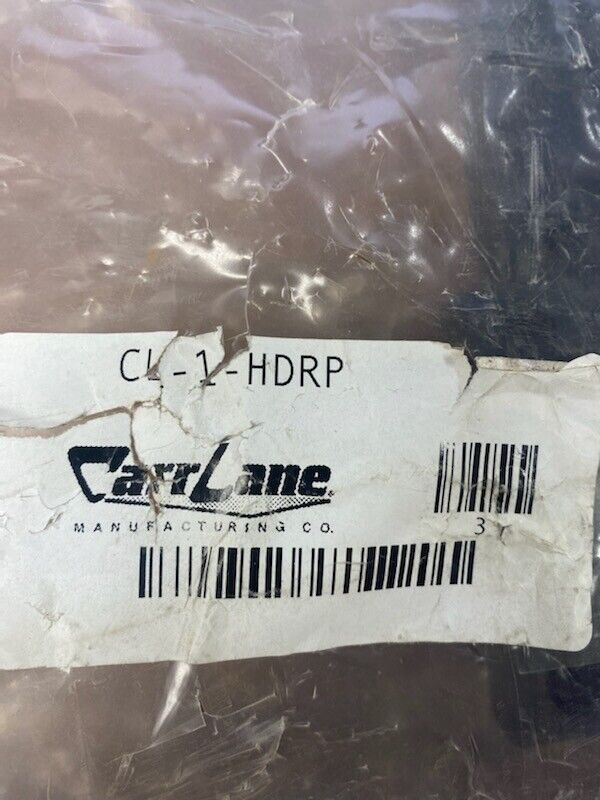 CL-1-HDRP
CarrLane
MANUFACTURING CO.
3